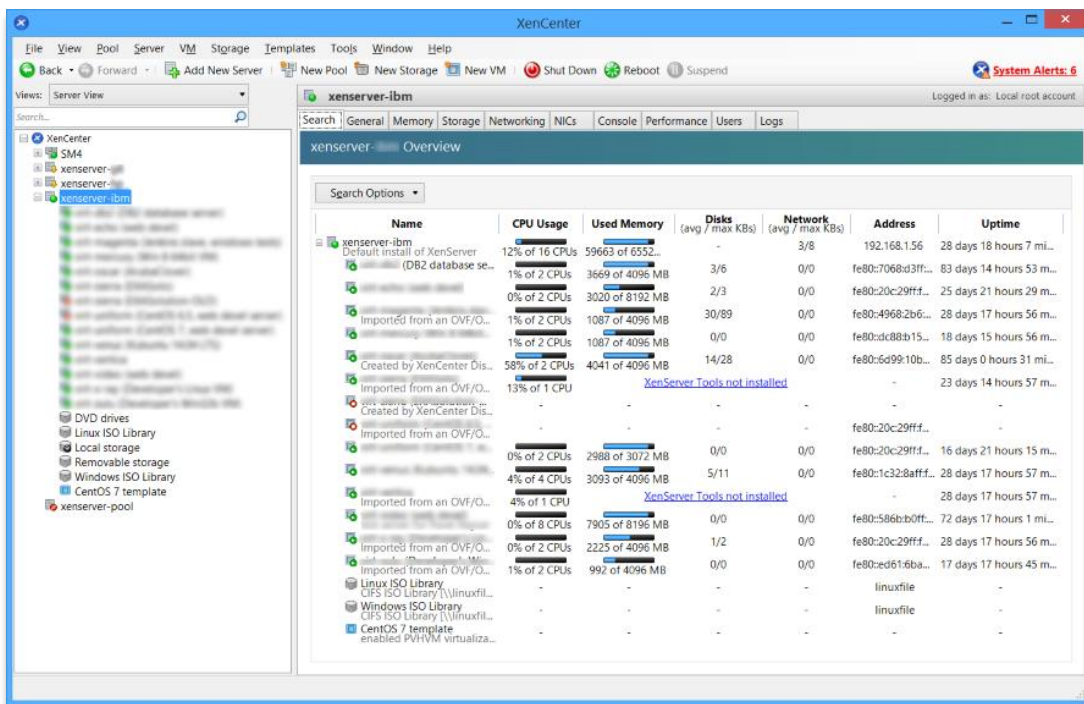 XenCenter
File View Pool Server VM Storage Templates Tools Window Help
Back Forward Add New Server New Pool New Storage New VM Shut Down Reboot Suspend System Alerts: 6
Views: Server View
Search...
XenCenter
SM4
xenserver-
xenserver-
xenserver-ibm
DVD drives
Linux ISO Library
Local storage
Removable storage
Windows ISO Library
CentOS 7 template
xenserver-pool
xenserver-ibm Logged in as: Local root account
Search General Memory Storage Networking NICs Console Performance Users Logs
xenserver- Overview
Search Options
Name CPU Usage Used Memory Disks (avg / max KBs) Network (avg / max KBs) Address Uptime
xenserver-ibm
Default install of XenServer 12% of 16 CPUs 59663 of 6552... - 3/8 192.168.1.56 28 days 18 hours 7 mi...
(DB2 database se... 1% of 2 CPUs 3669 of 4096 MB 3/6 0/0 fe80::7068:d3ff:... 83 days 14 hours 53 m...
0% of 2 CPUs 3020 of 8192 MB 2/3 0/0 fe80::20c:29ff:f... 25 days 21 hours 29 m...
Imported from an OVF/O... 1% of 2 CPUs 1087 of 4096 MB 30/89 0/0 fe80::4968:2b6:... 28 days 17 hours 56 m...
1% of 2 CPUs 1087 of 4096 MB 0/0 0/0 fe80::dc88:b15... 18 days 15 hours 56 m...
Created by XenCenter Dis... 58% of 2 CPUs 4041 of 4096 MB 14/28 0/0 fe80::6d99:10b... 85 days 0 hours 31 mi...
Imported from an OVF/O... 13% of 1 CPU XenServer Tools not installed - 23 days 14 hours 57 m...
Created by XenCenter Dis... - - - - - -
Imported from an OVF/O... - - - - fe80::20c:29ff:f... -
0% of 2 CPUs 2988 of 3072 MB 0/0 0/0 fe80::20c:29ff:f... 16 days 21 hours 15 m...
4% of 4 CPUs 3093 of 4096 MB 5/11 0/0 fe80::1c32:8aff:f... 28 days 17 hours 57 m...
Imported from an OVF/O... 4% of 1 CPU XenServer Tools not installed - 28 days 17 hours 57 m...
0% of 8 CPUs 7905 of 8196 MB 0/0 0/0 fe80::586b:b0ff:... 72 days 17 hours 1 mi...
Imported from an OVF/O... 0% of 2 CPUs 2225 of 4096 MB 1/2 0/0 fe80::20c:29ff:f... 28 days 17 hours 56 m...
Imported from an OVF/O... 1% of 2 CPUs 992 of 4096 MB 0/0 0/0 fe80::ed61:6ba... 17 days 17 hours 45 m...
Linux ISO Library
CIFS ISO Library [\\linuxfil... - - - - linuxfile -
Windows ISO Library
CIFS ISO Library [\\linuxfil... - - - - linuxfile -
CentOS 7 template
enabled PVHVM virtualiza... - - - - - -